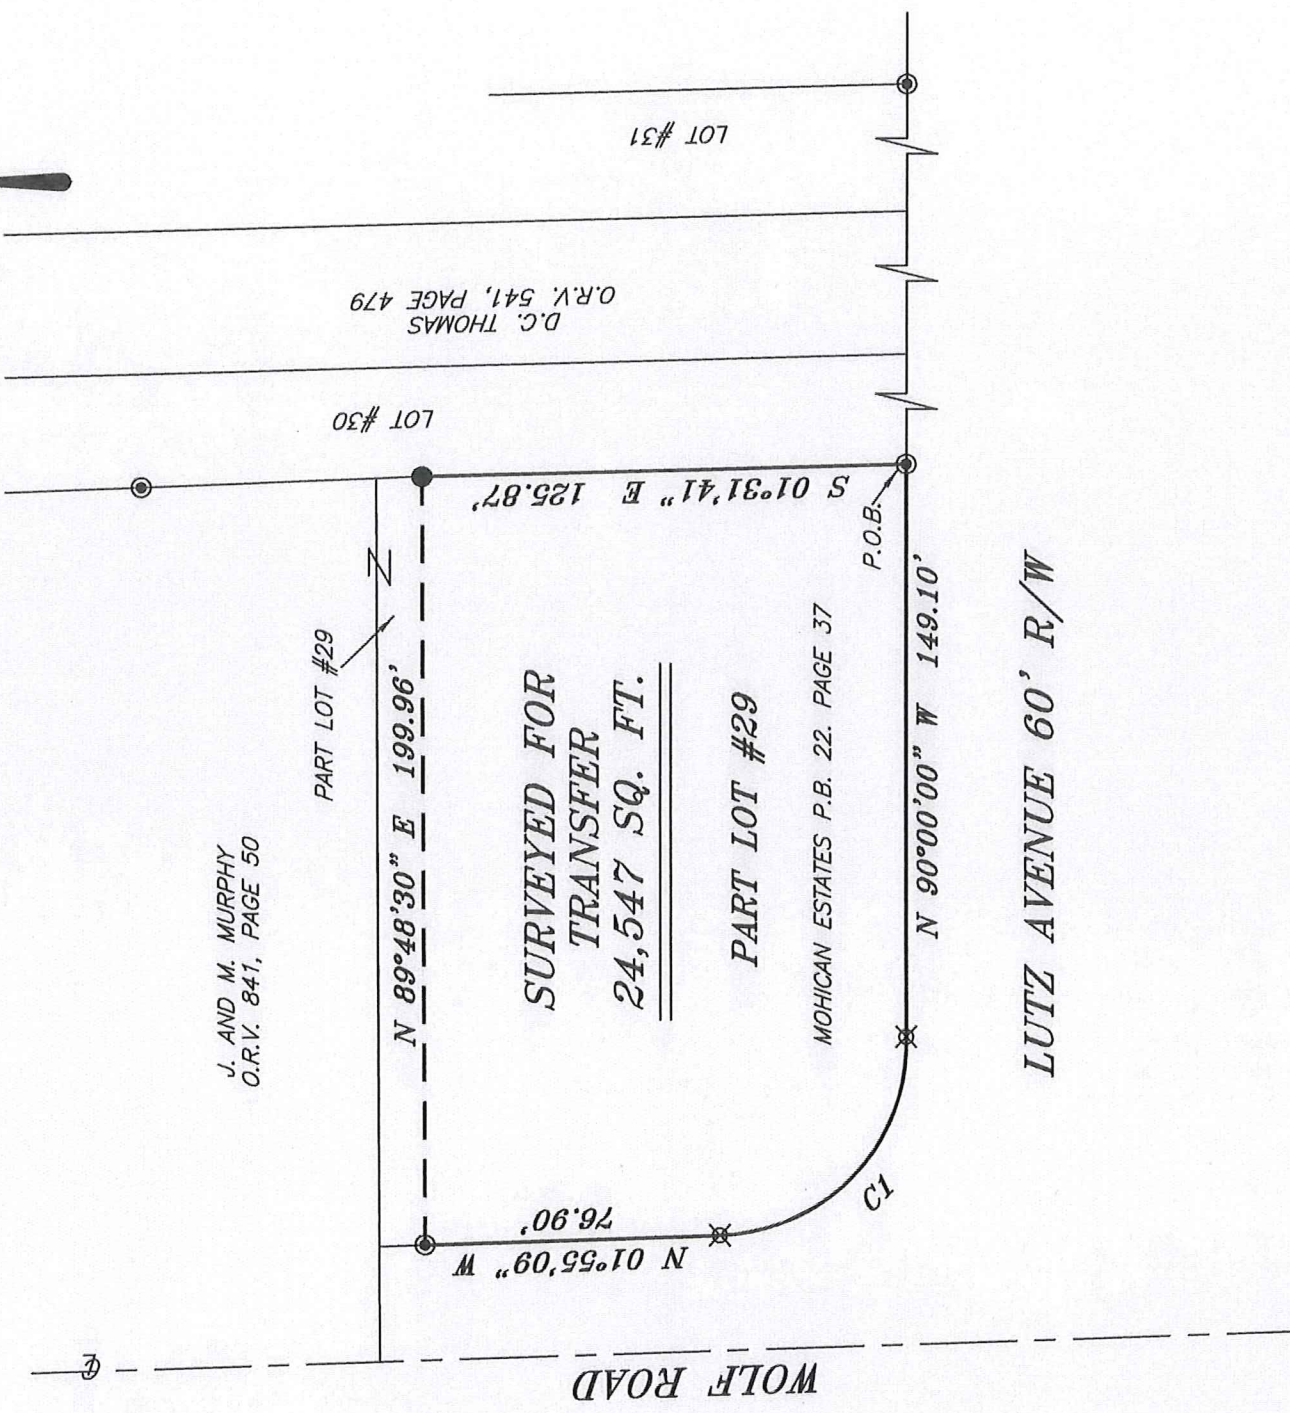 LOT #31
D.C. THOMAS
O.R.V. 541, PAGE 479
LOT #30
J. AND M. MURPHY
O.R.V. 841, PAGE 50
PART LOT #29
N 89°48'30" E 199.96'
S 01°31'41" E 125.87'
P.O.B.
SURVEYED FOR
TRANSFER
24,547 SQ. FT.
PART LOT #29
MOHICAN ESTATES P.B. 22. PAGE 37
N 90°00'00" W 149.10'
LUTZ AVENUE 60' R/W
C1
76.90'
N 01°55'09" W
WOLF ROAD